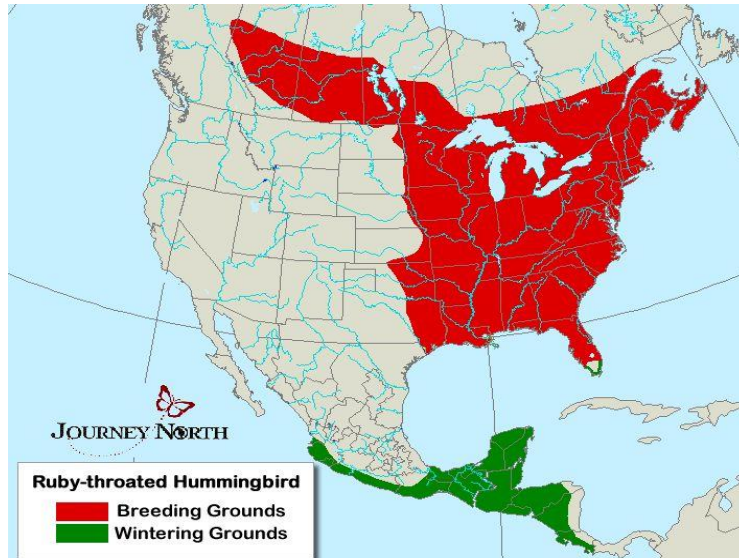 JOURNEY NORTH
Ruby-throated Hummingbird
Breeding Grounds
Wintering Grounds